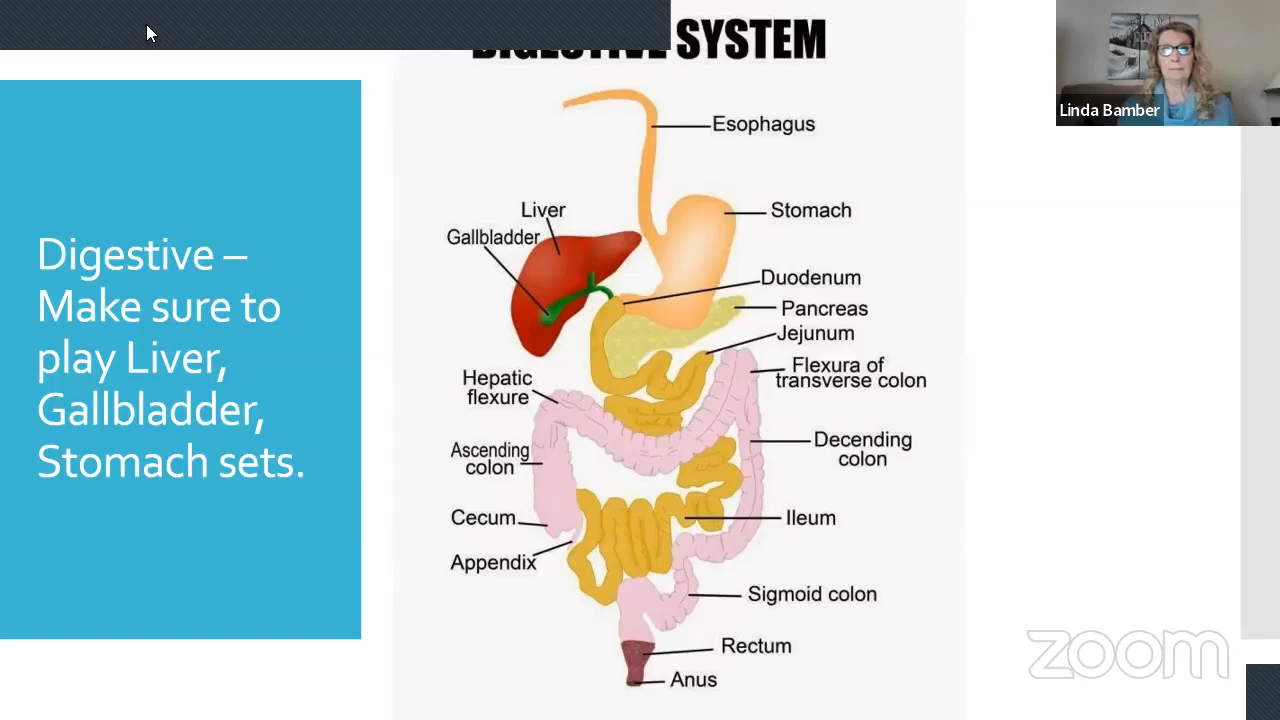 DIGESTIVE SYSTEM
Linda Bamber
Digestive –
Make sure to
play Liver,
Gallbladder,
Stomach sets.
Esophagus
Liver
Stomach
Gallbladder
Duodenum
Pancreas
Jejunum
Flexura of
transverse colon
Hepatic
flexure
Decending
colon
Ascending
colon
Cecum
Ileum
Appendix
Sigmoid colon
Rectum
Anus
zoom